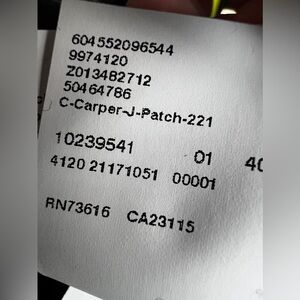 604552096544
9974120
Z013482712
50464786
C-Carper-J-Patch-221
10239541 01 40
4120 21171051 00001
RN73616 CA23115